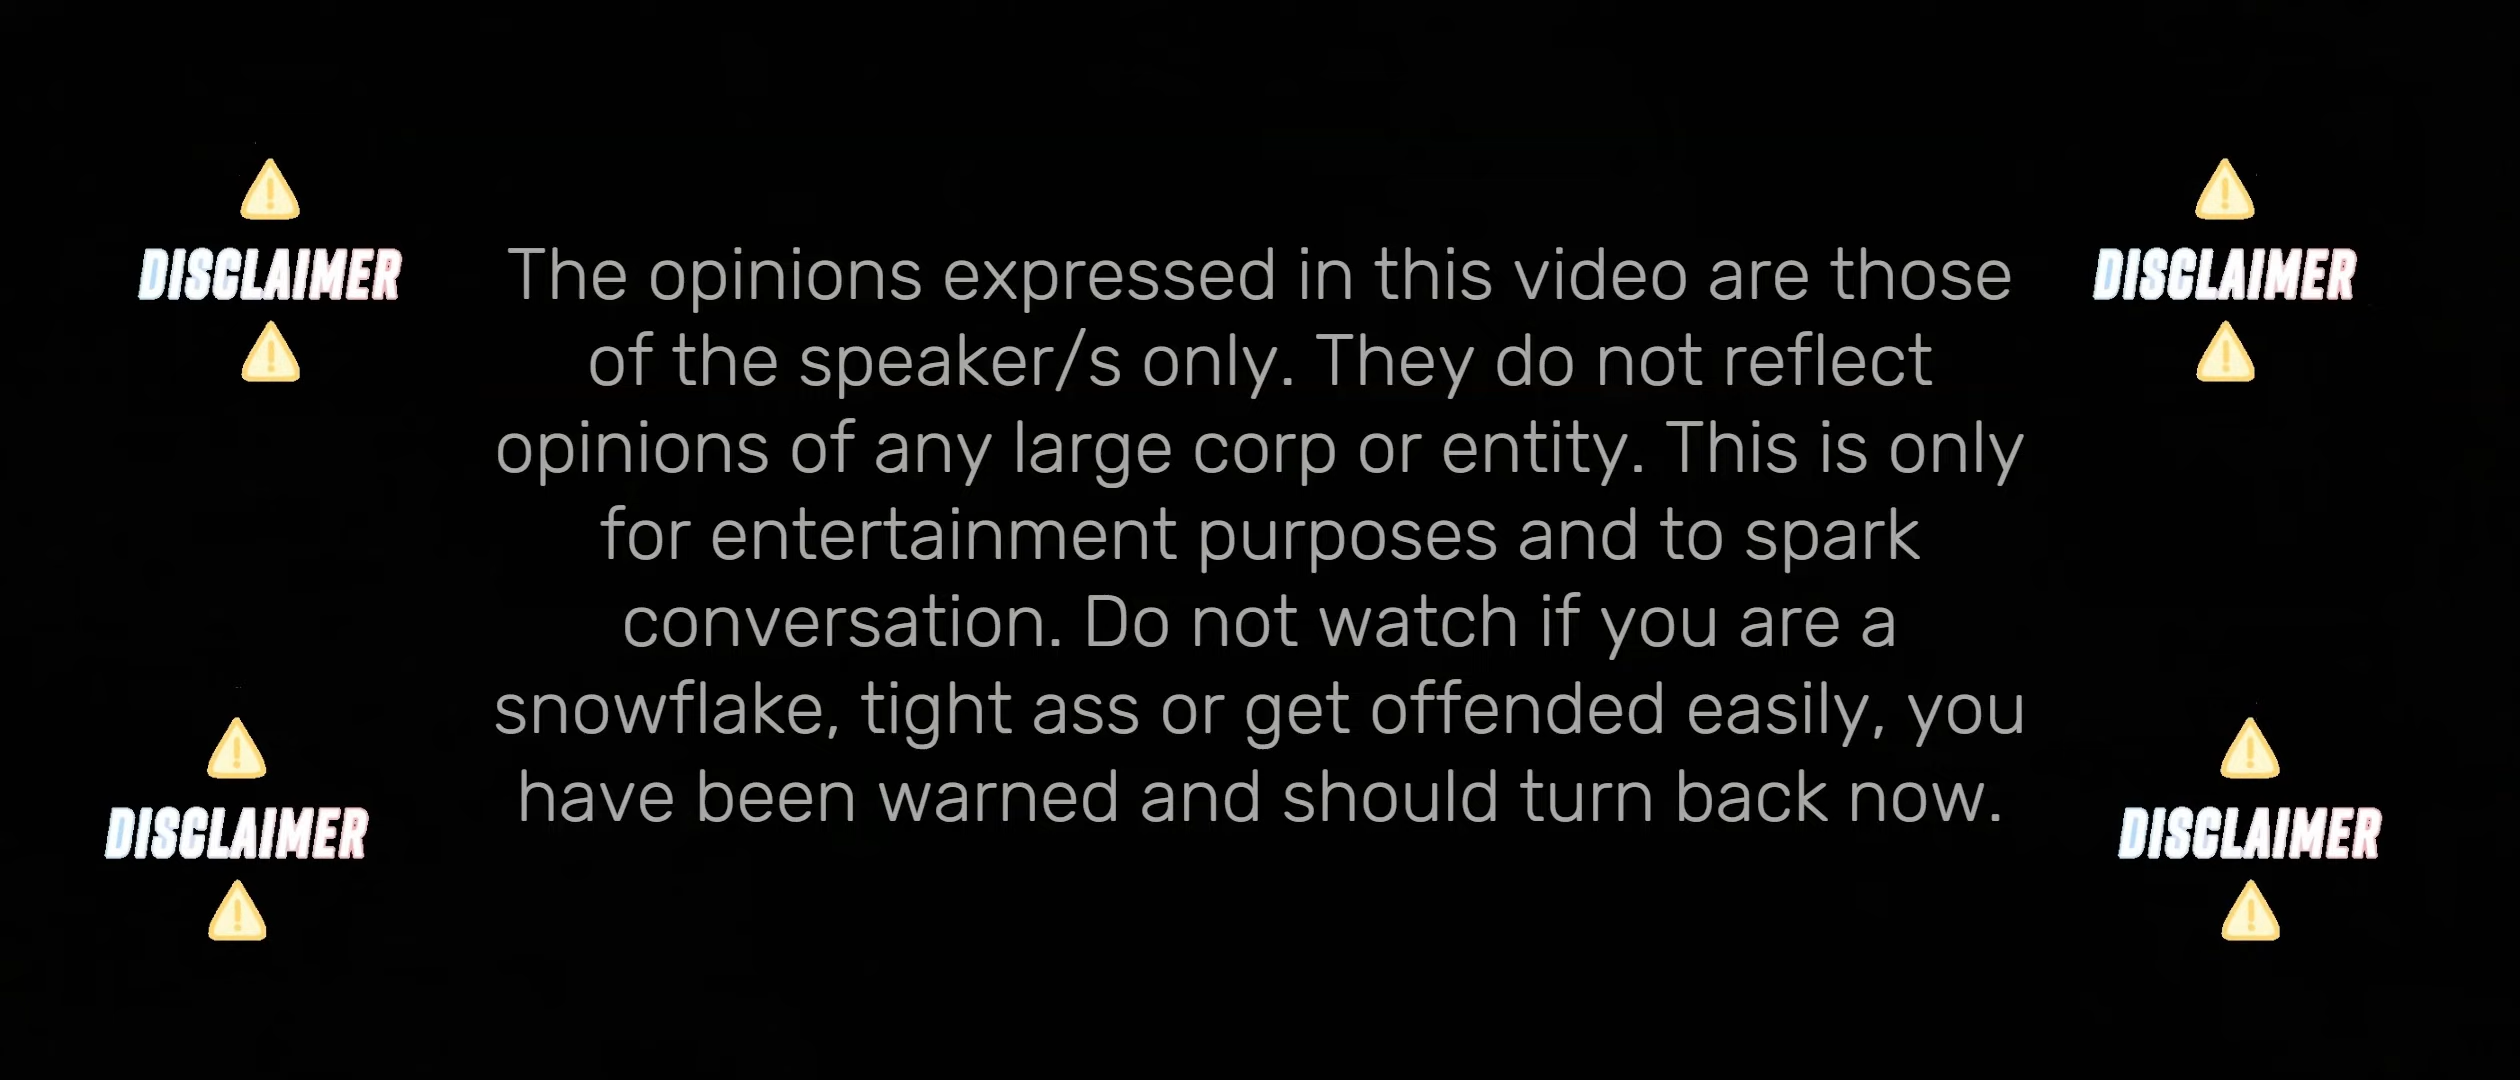 DISCLAIMER
DISCLAIMER
The opinions expressed in this video are those
of the speaker/s only. They do not reflect
opinions of any large corp or entity. This is only
for entertainment purposes and to spark
conversation. Do not watch if you are a
snowflake, tight ass or get offended easily, you
have been warned and should turn back now.
DISCLAIMER
DISCLAIMER